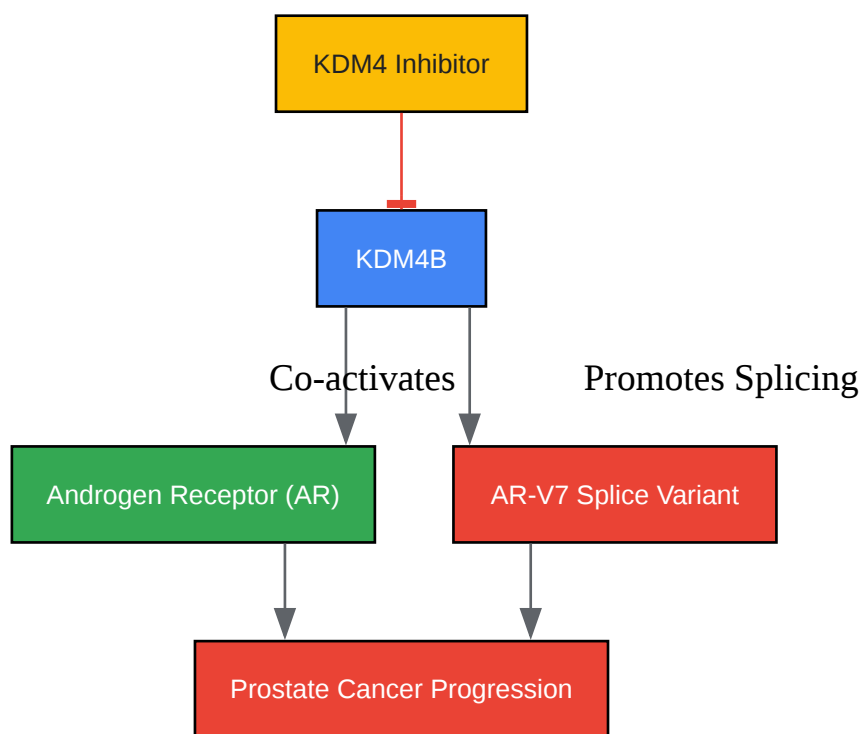 KDM4 Inhibitor
KDM4B
Co-activates
Promotes Splicing
Androgen Receptor (AR)
AR-V7 Splice Variant
Prostate Cancer Progression